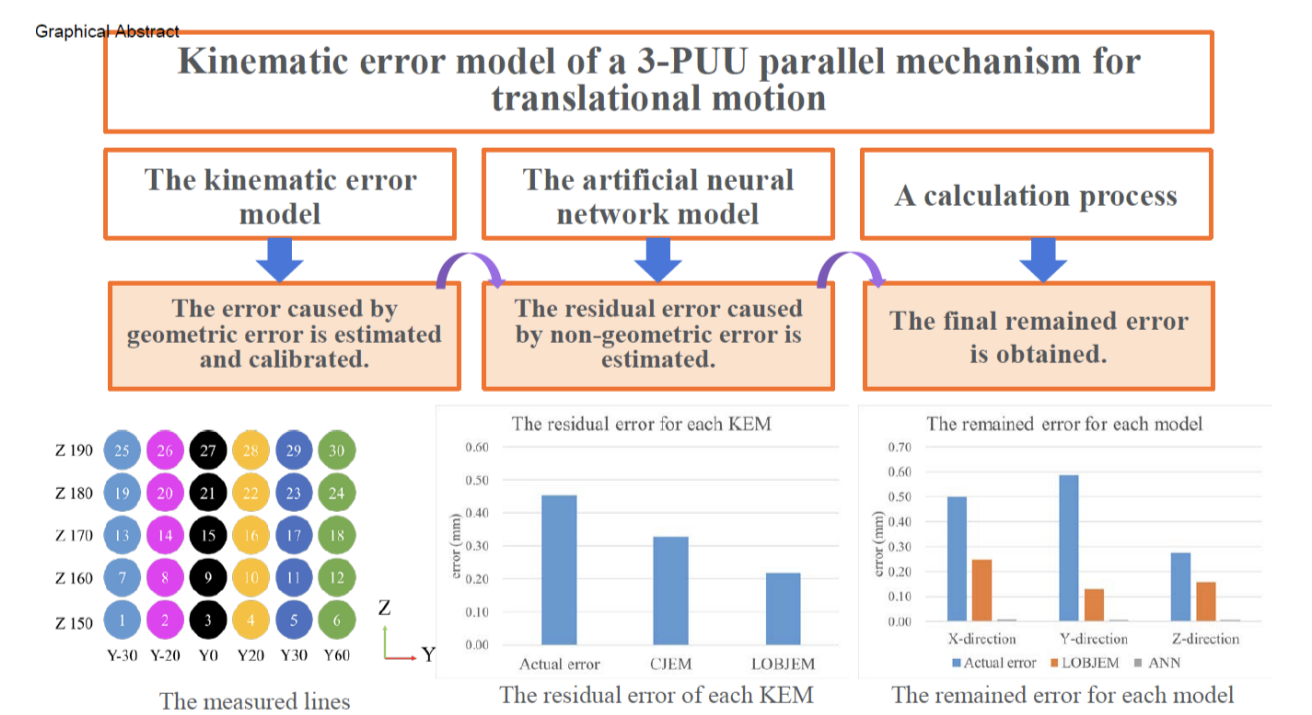 Graphical Abstract
Kinematic error model of a 3-PUU parallel mechanism for
translational motion
The kinematic error
model
The artificial neural
network model
A calculation process
The error caused by
geometric error is estimated
and calibrated.
The residual error caused
by non-geometric error is
estimated.
The final remained error
is obtained.
Z 190 25 26 27 28 29 30
Z 180 19 20 21 22 23 24
Z 170 13 14 15 16 17 18
Z 160 7 8 9 10 11 12
Z 150 1 2 3 4 5 6
Y-30 Y-20 Y0 Y20 Y30 Y60
Z
Y
The measured lines
The residual error for each KEM
error (mm)
0.60
0.50
0.40
0.30
0.20
0.10
0.00
Actual error CJEM LOBJEM
The residual error of each KEM
The remained error for each model
error (mm)
0.70
0.60
0.50
0.40
0.30
0.20
0.10
0.00
X-direction Y-direction Z-direction
Actual error LOBJEM ANN
The remained error for each model